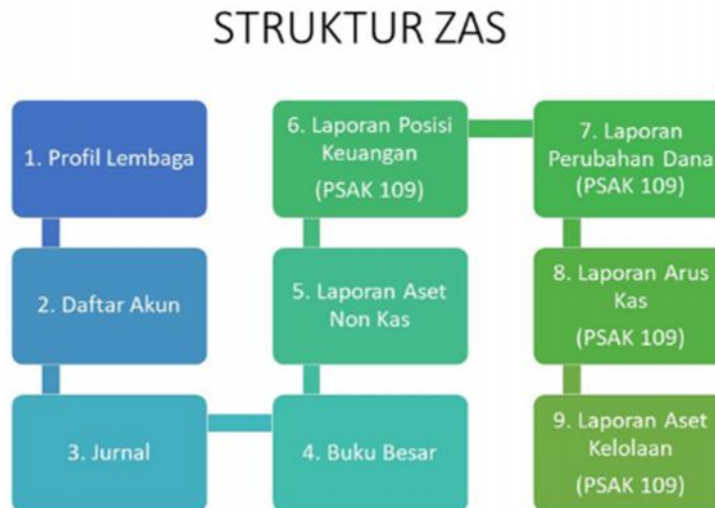 STRUKTUR ZAS
1. Profil Lembaga
2. Daftar Akun
3. Jurnal
4. Buku Besar
5. Laporan Aset
Non Kas
6. Laporan Posisi
Keuangan
(PSAK 109)
7. Laporan
Perubahan Dana
(PSAK 109)
8. Laporan Arus
Kas
(PSAK 109)
9. Laporan Aset
Kelolaan
(PSAK 109)